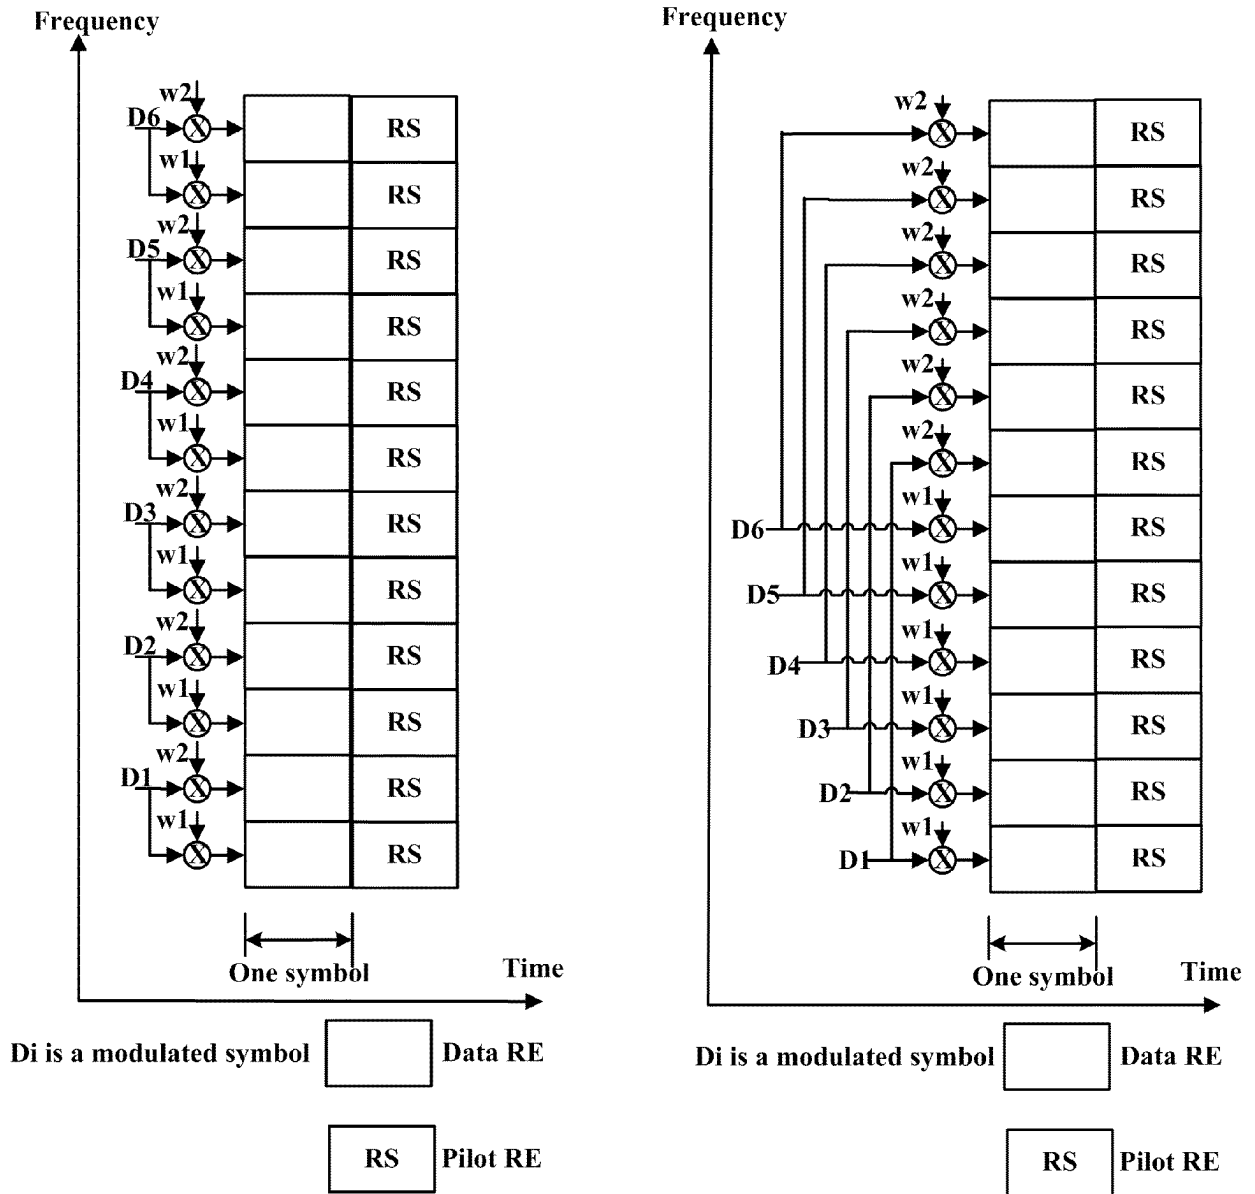 Frequency
w2
D6
X
RS
w1
X
RS
w2
D5
X
RS
w1
X
RS
w2
D4
X
RS
w1
X
RS
w2
D3
X
RS
w1
X
RS
w2
D2
X
RS
w1
X
RS
w2
D1
X
RS
w1
X
RS
One symbol
Time
Di is a modulated symbol
Data RE
RS
Pilot RE
Frequency
w2
X
RS
w2
X
RS
w2
X
RS
w2
X
RS
w2
X
RS
w2
X
RS
w1
D6
X
RS
w1
D5
X
RS
w1
D4
X
RS
w1
D3
X
RS
w1
D2
X
RS
w1
D1
X
RS
One symbol
Time
Di is a modulated symbol
Data RE
RS
Pilot RE